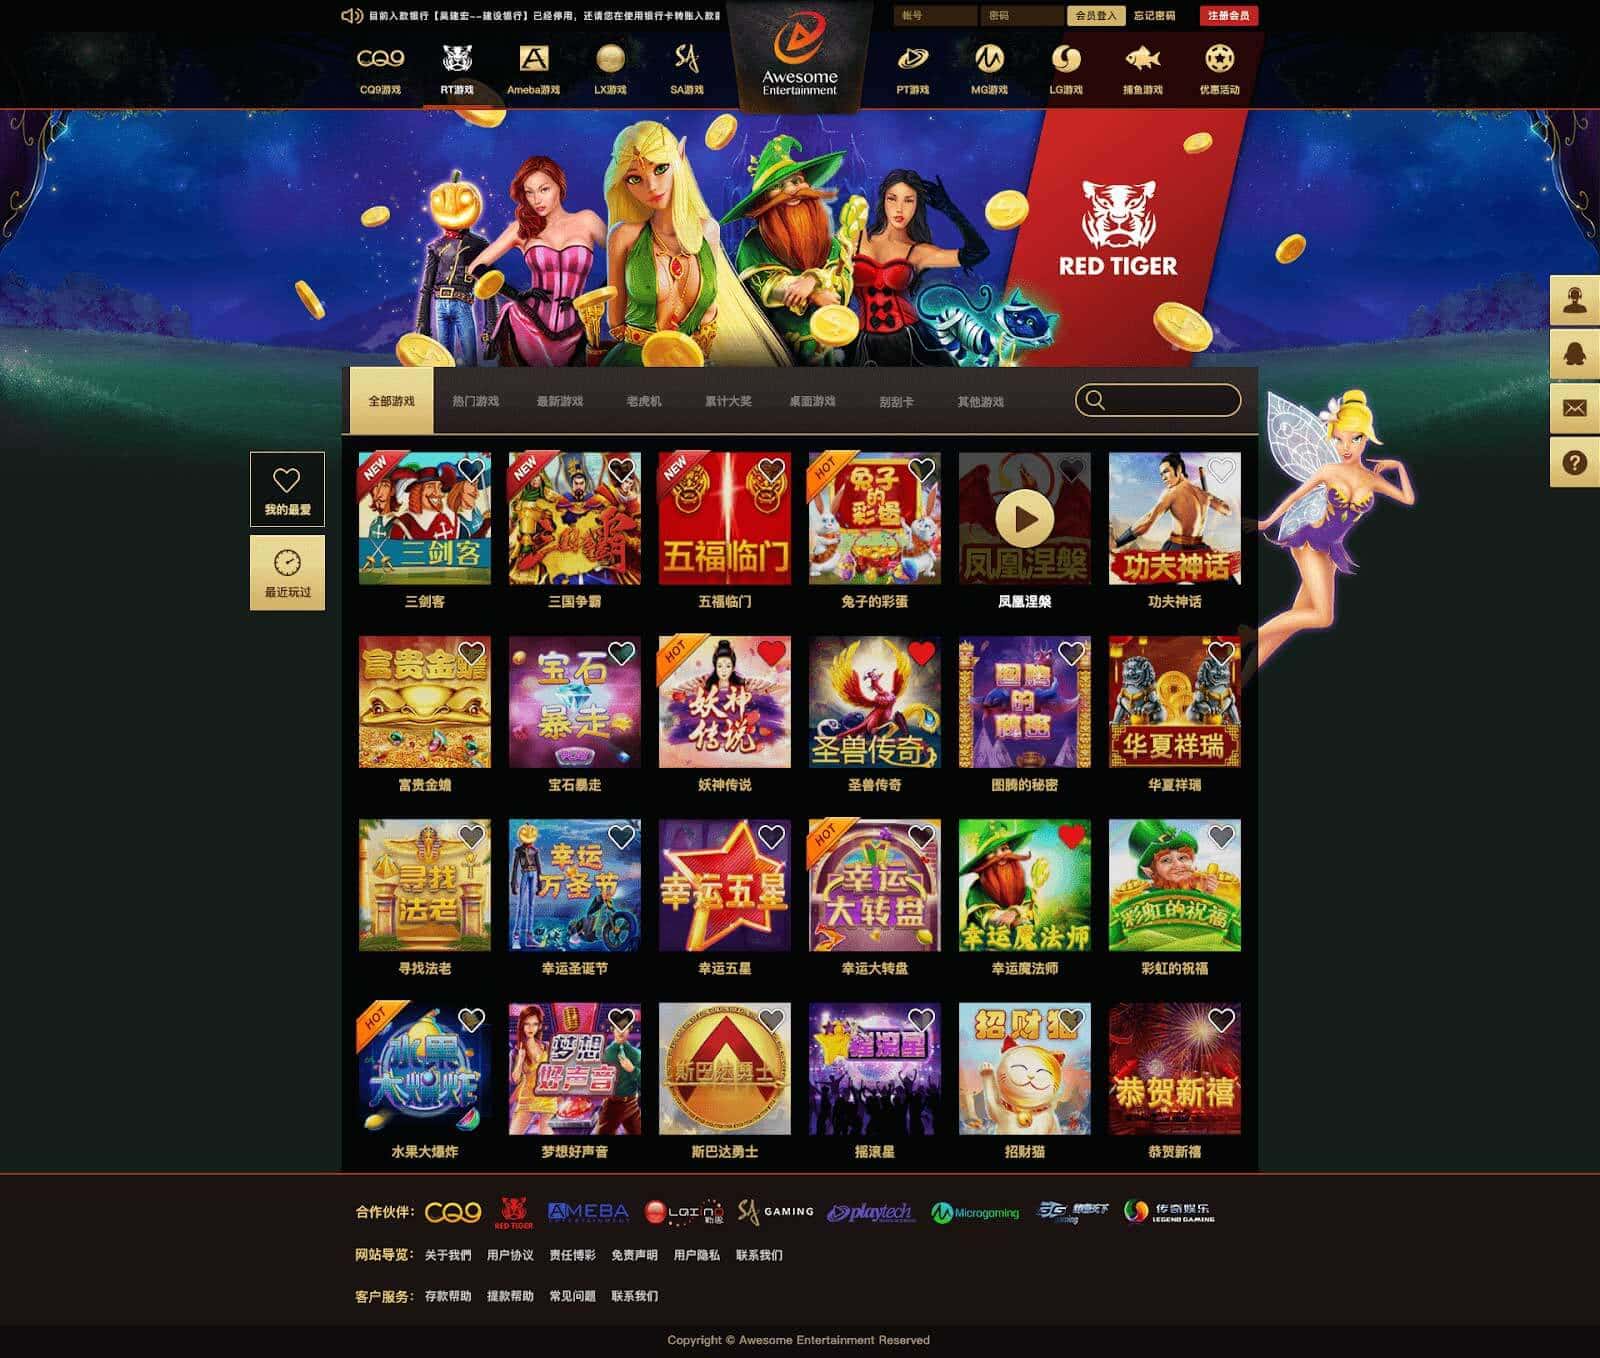 目前入款银行【吴建宏--建设银行】已经停用，还请您在使用银行卡转账入款前
帐号
密码
会员登入
忘记密码
注册会员
CQ9
CQ9游戏
RT游戏
Ameba游戏
LX游戏
SA游戏
Awesome
Entertainment
PT游戏
MG游戏
LG游戏
捕鱼游戏
优惠活动
RED TIGER
全部游戏
热门游戏
最新游戏
老虎机
累计大奖
桌面游戏
刮刮卡
其他游戏
我的最爱
最近玩过
NEW
三剑客
NEW
三国争霸
NEW
五福临门
HOT
兔子的彩蛋
凤凰涅槃
功夫神话
三剑客
三国争霸
五福临门
兔子的彩蛋
凤凰涅槃
功夫神话
富贵金蟾
宝石暴走
HOT
妖神传说
圣兽传奇
图腾的秘密
华夏祥瑞
富贵金蟾
宝石暴走
妖神传说
圣兽传奇
图腾的秘密
华夏祥瑞
寻找法老
幸运万圣节
幸运五星
HOT
幸运大转盘
幸运魔法师
彩虹的祝福
寻找法老
幸运圣诞节
幸运五星
幸运大转盘
幸运魔法师
彩虹的祝福
HOT
水果大爆炸
梦想好声音
斯巴达勇士
摇滚星
招财猫
恭贺新禧
水果大爆炸
梦想好声音
斯巴达勇士
摇滚星
招财猫
恭贺新禧
合作伙伴： CQ9 RED TIGER AMEBA ENTERTAINMENT SA GAMING playtech Microgaming 传奇娱乐 LEGEND GAMING
网站导览： 关于我們 用户协议 责任博彩 免责声明 用户隐私 联系我们
客户服务： 存款帮助 提款帮助 常见问题 联系我们
Copyright © Awesome Entertainment Reserved